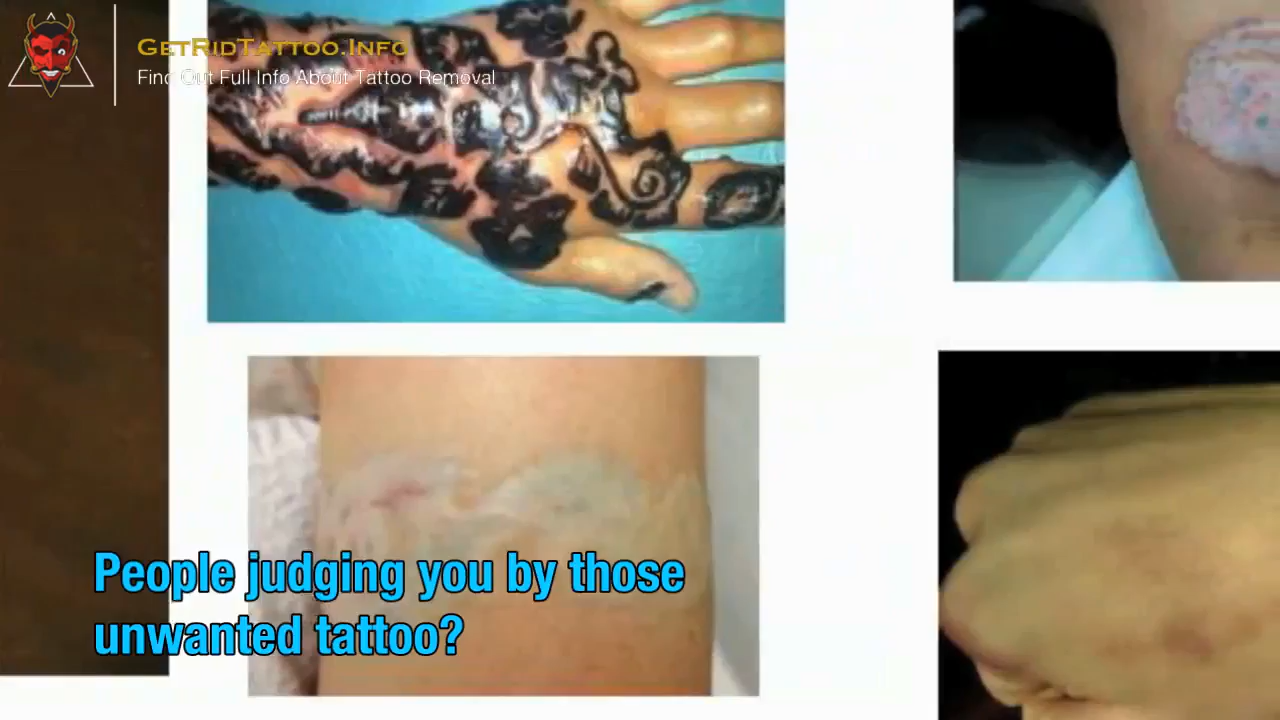 GetRidTattoo.Info
Find Out Full Info About Tattoo Removal
People judging you by those
unwanted tattoo?